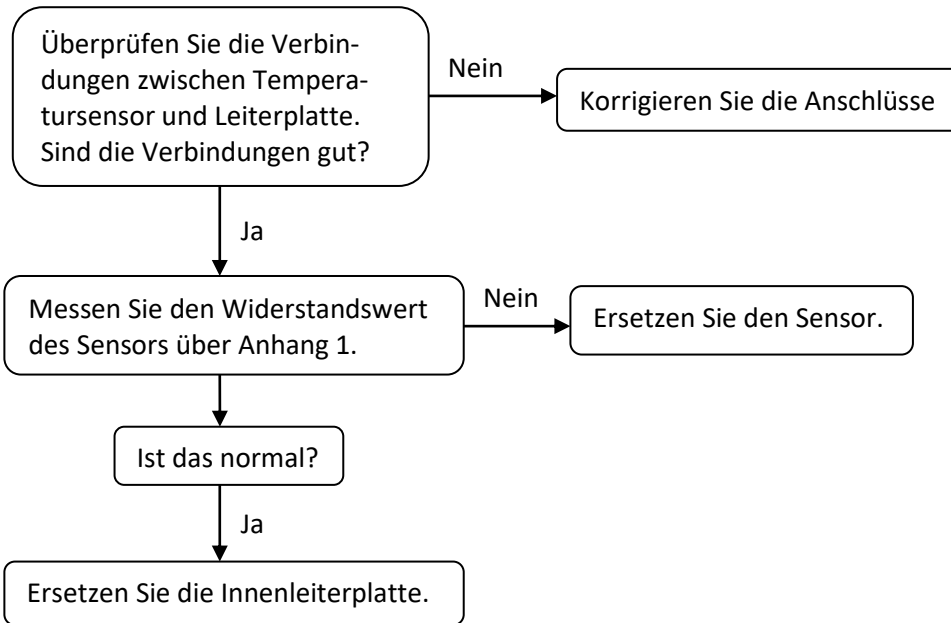 Überprüfen Sie die Verbin-
dungen zwischen Tempera-
tursensor und Leiterplatte.
Sind die Verbindungen gut?
Nein
Korrigieren Sie die Anschlüsse
Ja
Messen Sie den Widerstandswert
des Sensors über Anhang 1.
Nein
Ersetzen Sie den Sensor.
Ist das normal?
Ja
Ersetzen Sie die Innenleiterplatte.